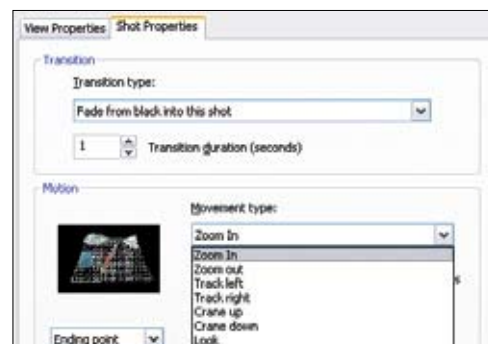 View Properties Shot Properties
Transition
Transition type:
Fade from black into this shot
1 Transition duration (seconds)
Motion
Movement type:
Zoom In
Zoom In
Zoom out
Track left
Track right
Crane up
Crane down
Ending point Look